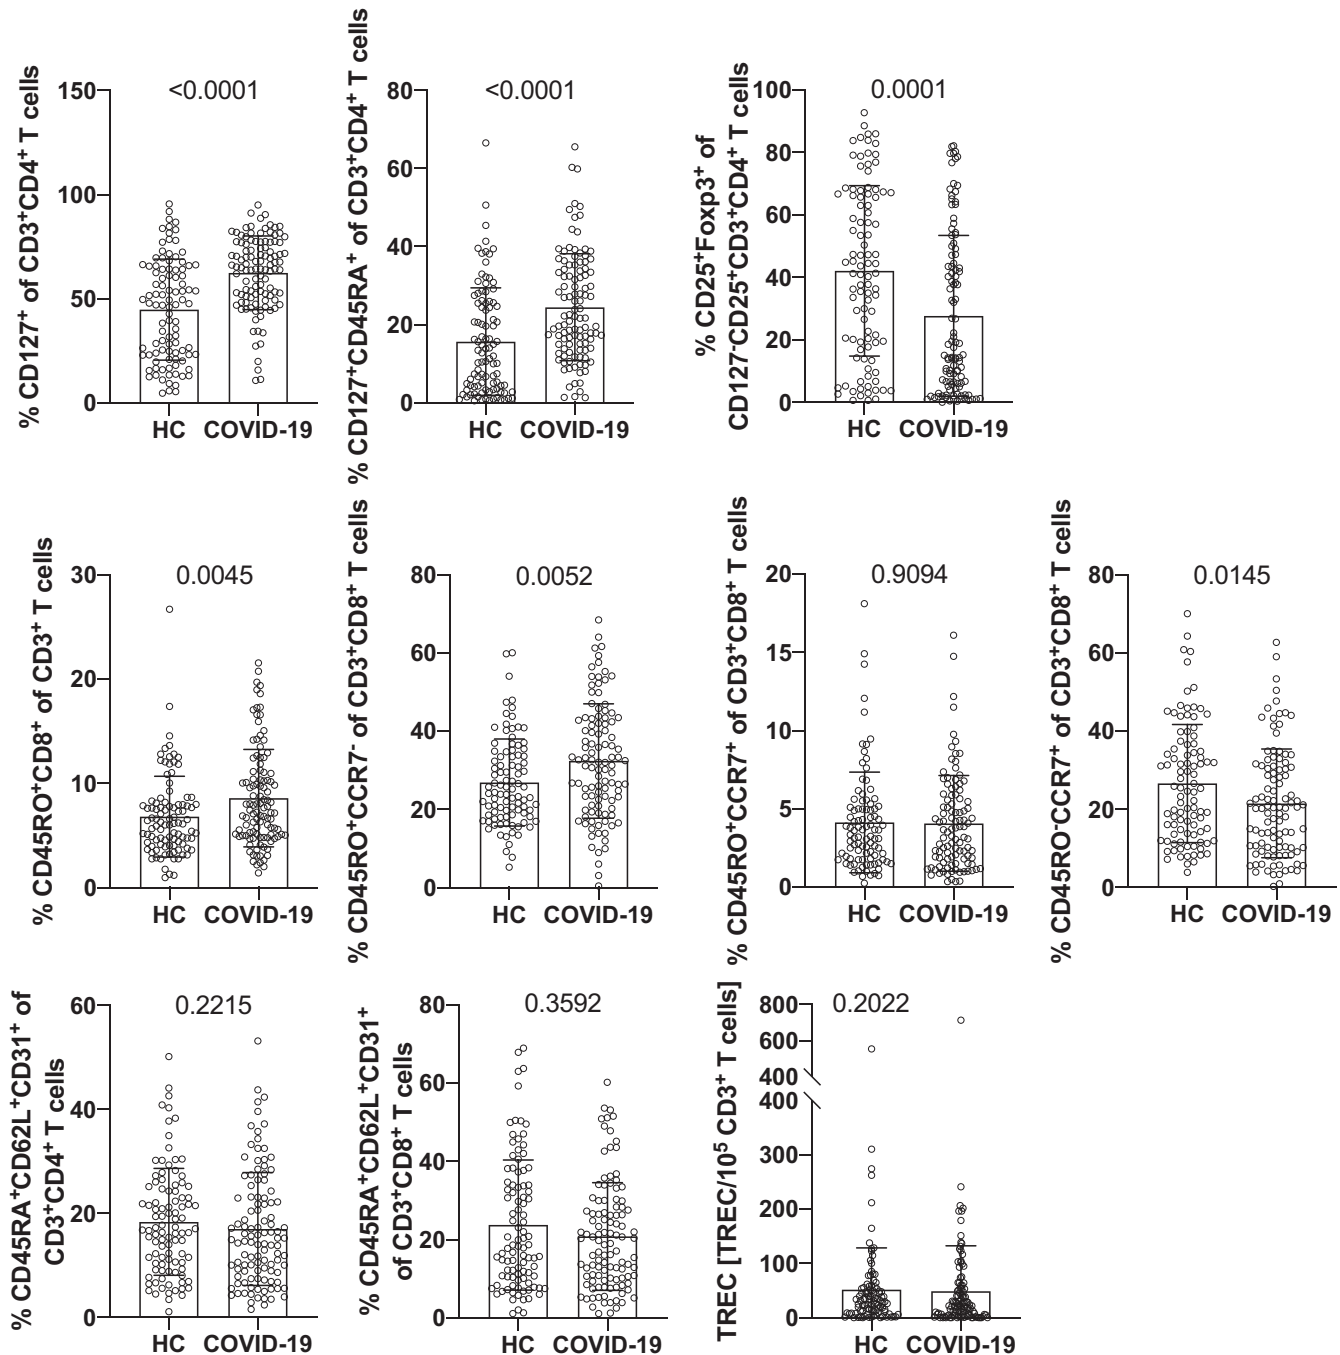 % CD127⁺ of CD3⁺CD4⁺ T cells
<0.0001
150
100
50
0
HC COVID-19
% CD127⁺CD45RA⁺ of CD3⁺CD4⁺ T cells
<0.0001
80
60
40
20
0
HC COVID-19
% CD25⁺Foxp3⁺ of
CD127⁻CD25⁺CD3⁺CD4⁺ T cells
0.0001
100
80
60
40
20
0
HC COVID-19
% CD45RO⁺CD8⁺ of CD3⁺ T cells
0.0045
30
20
10
0
HC COVID-19
% CD45RO⁺CCR7⁻ of CD3⁺CD8⁺ T cells
0.0052
80
60
40
20
0
HC COVID-19
% CD45RO⁺CCR7⁺ of CD3⁺CD8⁺ T cells
0.9094
20
15
10
5
0
HC COVID-19
% CD45RO⁻CCR7⁺ of CD3⁺CD8⁺ T cells
0.0145
80
60
40
20
0
HC COVID-19
% CD45RA⁺CD62L⁺CD31⁺ of
CD3⁺CD4⁺ T cells
0.2215
60
40
20
0
HC COVID-19
% CD45RA⁺CD62L⁺CD31⁺
of CD3⁺CD8⁺ T cells
0.3592
80
60
40
20
0
HC COVID-19
TREC [TREC/10⁵ CD3⁺ T cells]
0.2022
800
600
400
400
300
200
100
0
HC COVID-19